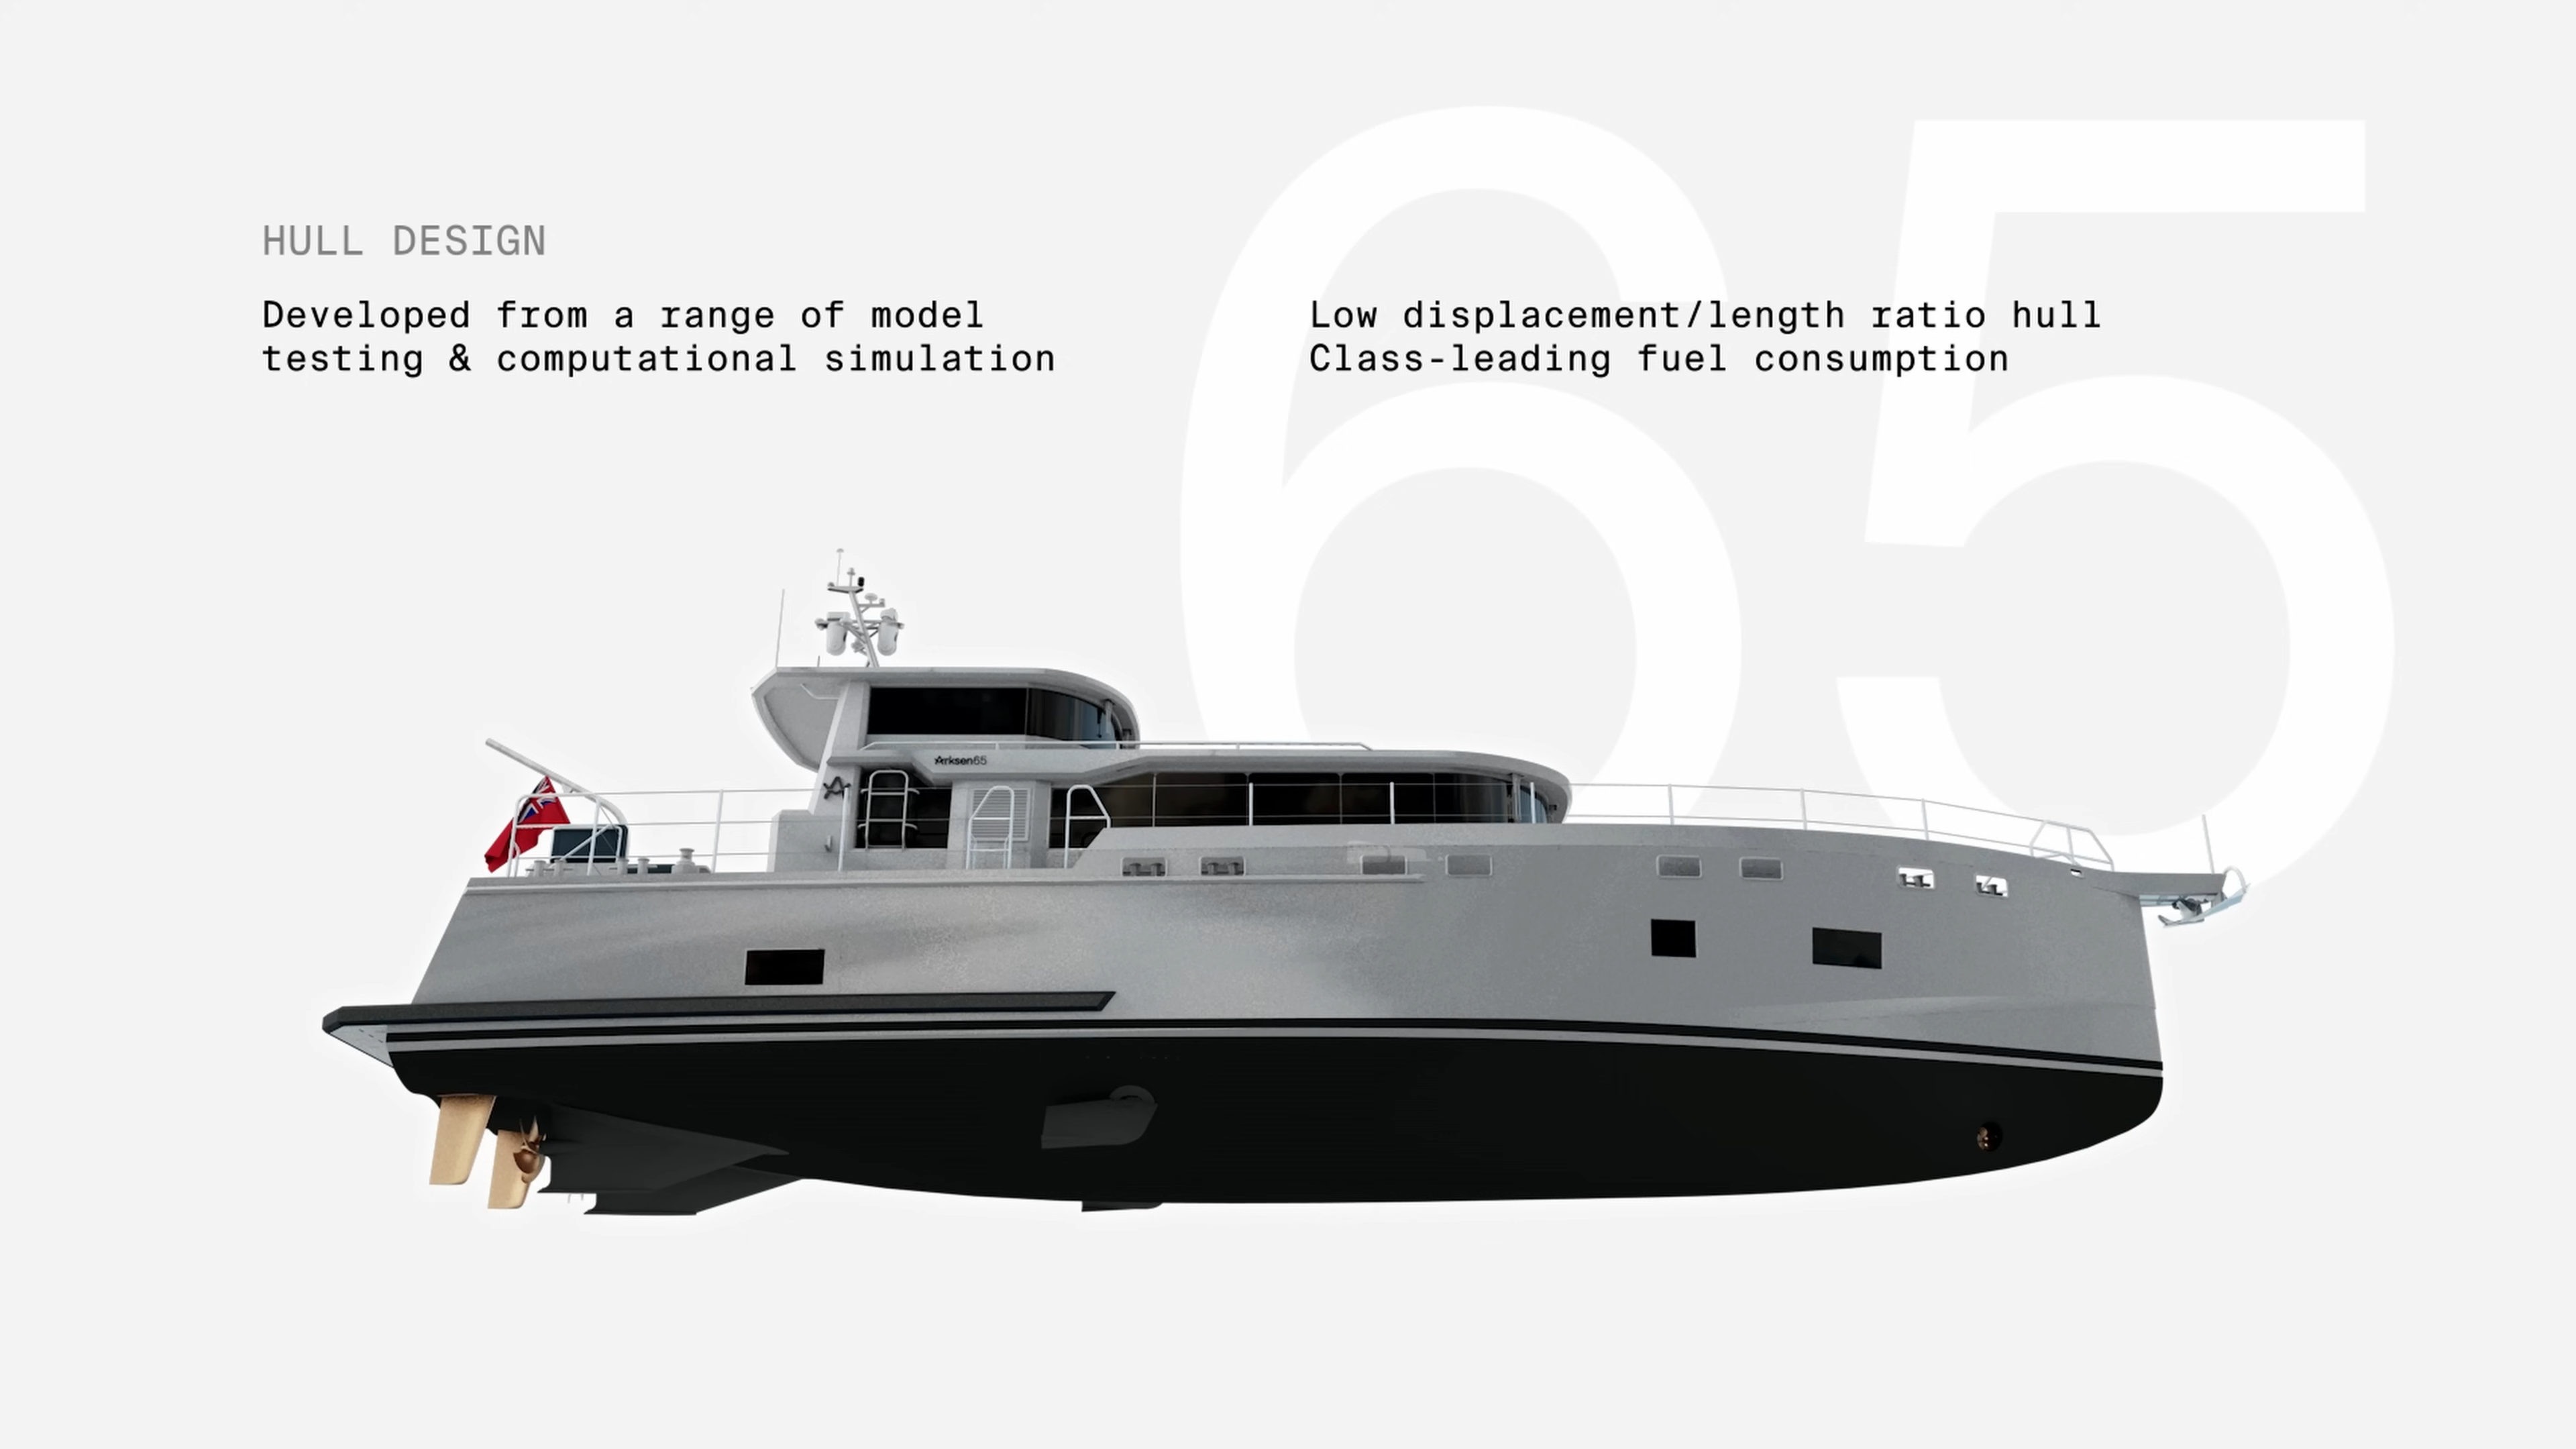 65
HULL DESIGN
Developed from a range of model
testing & computational simulation
Low displacement/length ratio hull
Class-leading fuel consumption
Arksen65